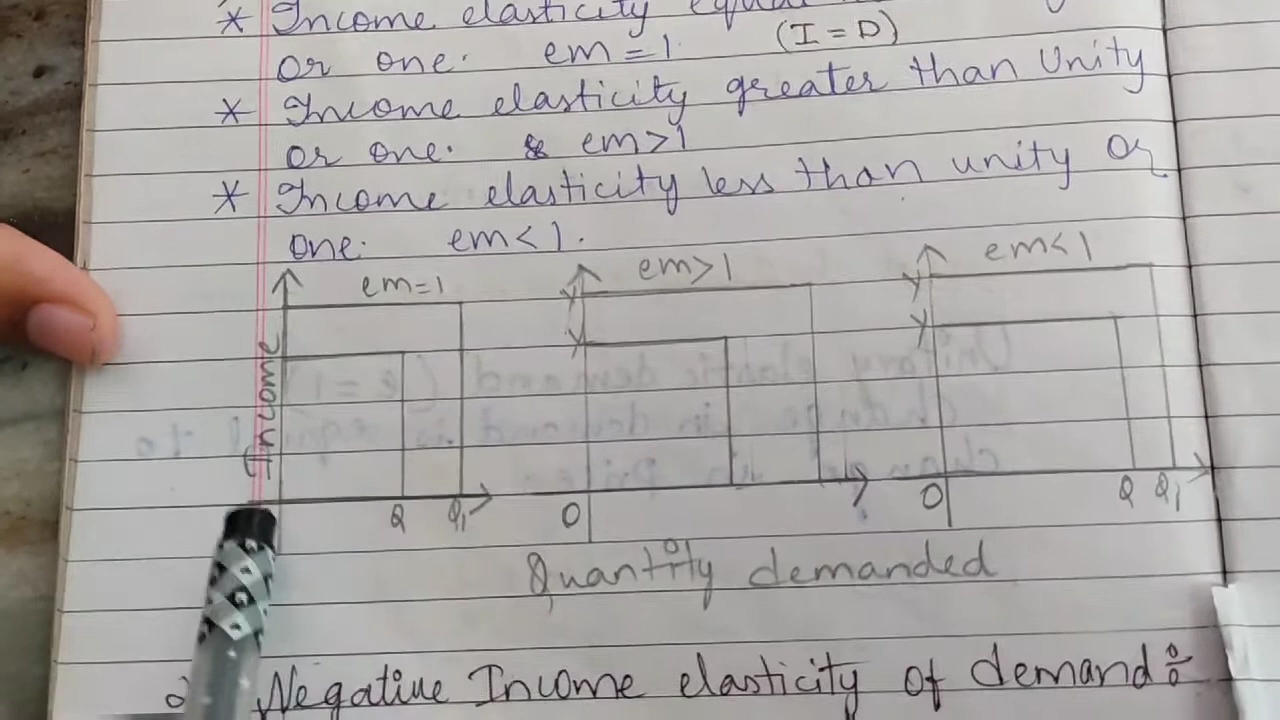 * Income elasticity equal
or one. em = 1 (I = D)
* Income elasticity greater than Unity
or one. & em > 1
* Income elasticity less than unity or
one. em < 1.
em = 1
em > 1
em < 1
Income
Y
Y
Y
Y
Q Q1
O
O
Q Q1
Quantity demanded
Negative Income elasticity of demand: